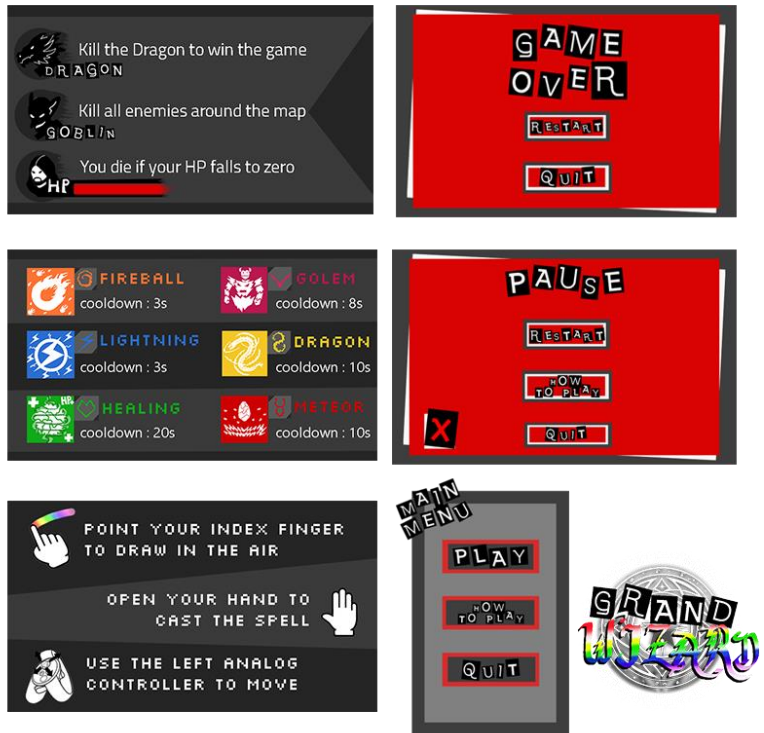 Kill the Dragon to win the game
DRAGON
Kill all enemies around the map
GOBLIN
You die if your HP falls to zero
HP
GAME
OVER
RESTART
QUIT
FIREBALL
cooldown : 3s
GOLEM
cooldown : 8s
LIGHTNING
cooldown : 3s
DRAGON
cooldown : 10s
HP
HEALING
cooldown : 20s
METEOR
cooldown : 10s
PAUSE
RESTART
HOW
TO PLAY
QUIT
X
POINT YOUR INDEX FINGER
TO DRAW IN THE AIR
OPEN YOUR HAND TO
CAST THE SPELL
USE THE LEFT ANALOG
CONTROLLER TO MOVE
MAIN
MENU
PLAY
HOW
TO PLAY
QUIT
GRAND
WIZARD